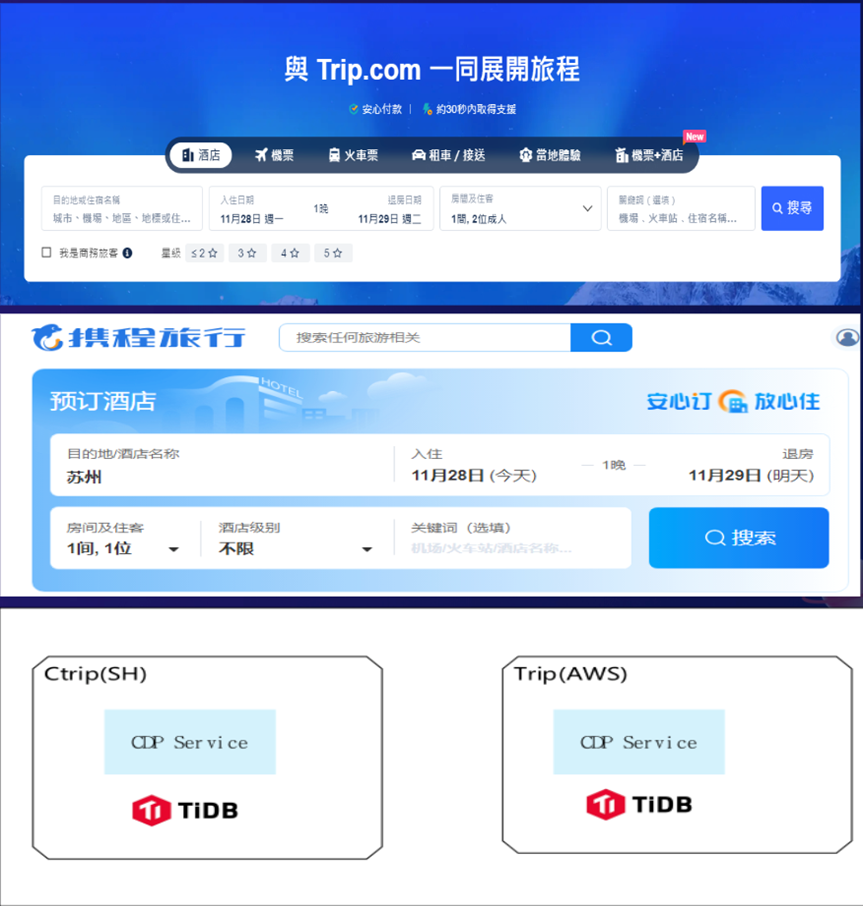 與 Trip.com 一同展開旅程
安心付款 | 約30秒內取得支援
New
酒店 機票 火車票 租車 / 接送 當地體驗 機票+酒店
目的地或住宿名稱 入住日期 退房日期 房間及住客 關鍵詞 (選填)
城市、機場、地區、地標或住... 11月28日 週一 1晚 11月29日 週二 1間, 2位成人 機場﹒火車站﹒住宿名稱... 搜尋
我是商務旅客 星級 ≤2 3 4 5
携程旅行 搜索任何旅游相关
HOTEL
预订酒店 安心订 放心住
目的地/酒店名称 入住 退房
苏州 11月28日 (今天) 1晚 11月29日 (明天)
房间及住客 酒店级别 关键词 (选填)
1间, 1位 不限 机场/火车站/酒店名称... 搜索
Ctrip(SH) Trip(AWS)
CDP Service CDP Service
TiDB TiDB